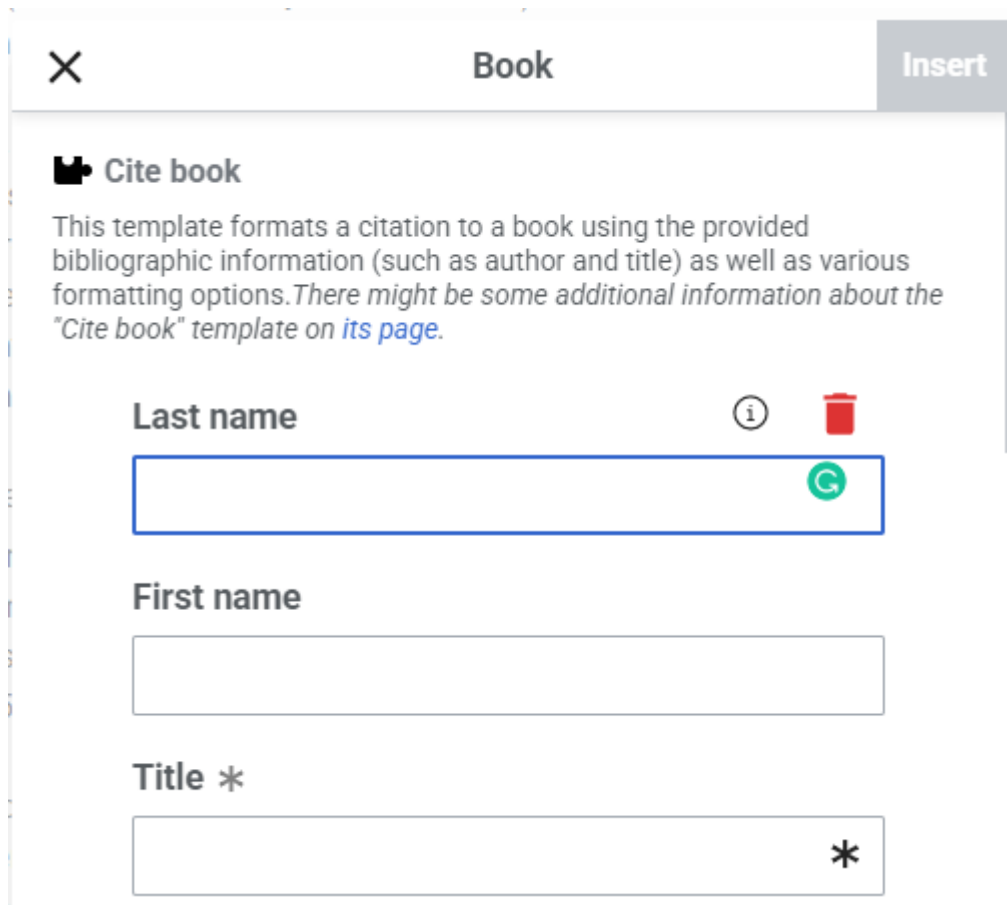 Book
Insert
Cite book
This template formats a citation to a book using the provided
bibliographic information (such as author and title) as well as various
formatting options.There might be some additional information about the
"Cite book" template on its page.
Last name
First name
Title *
*